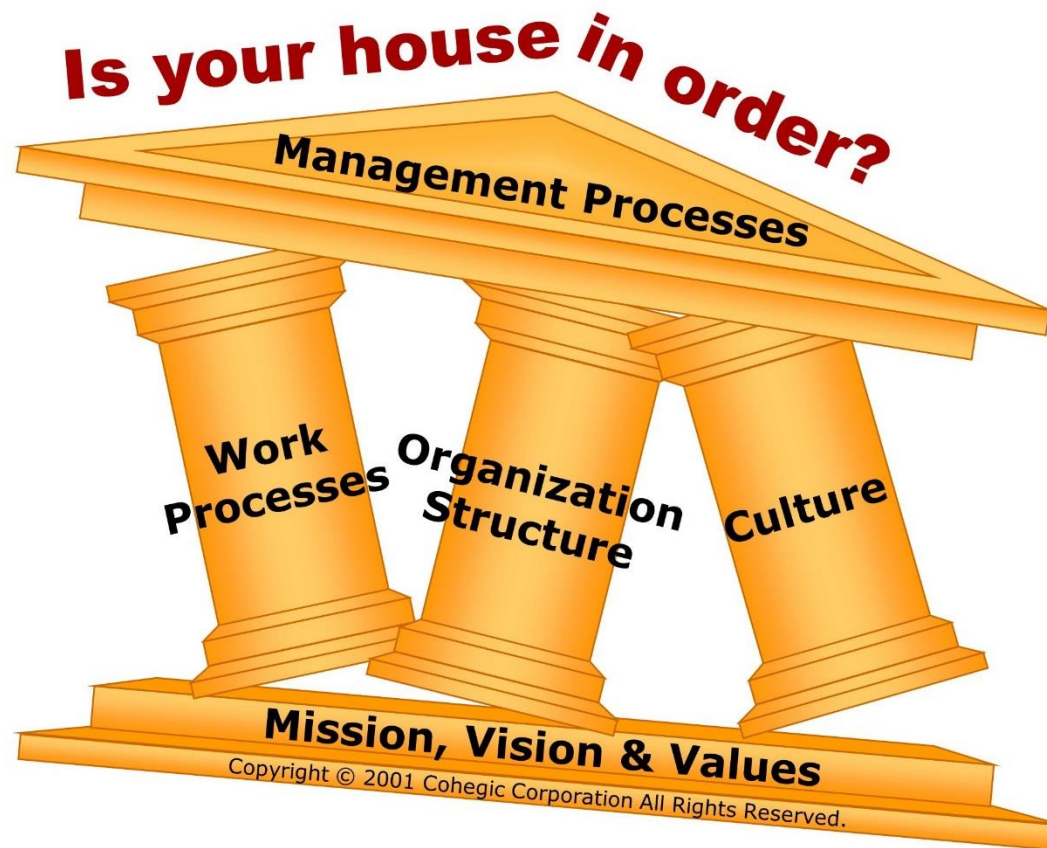 Is your house in order?
Management Processes
Work
Processes
Organization
Structure
Culture
Mission, Vision & Values
Copyright © 2001 Cohegic Corporation All Rights Reserved.